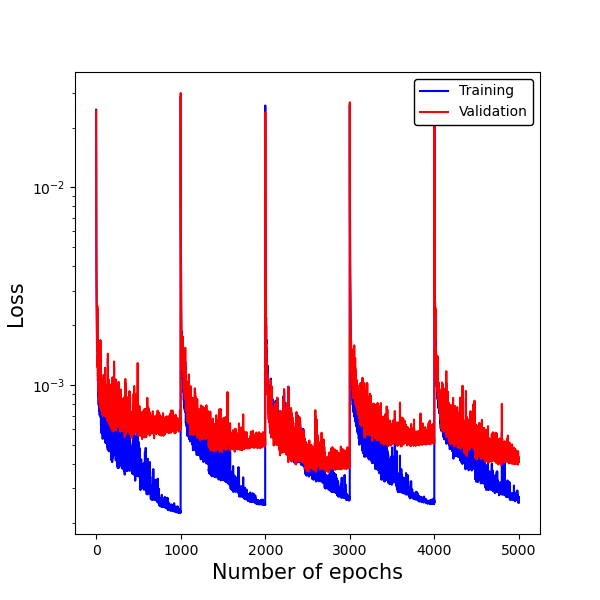 Training
Validation
10⁻²
10⁻³
Loss
0 1000 2000 3000 4000 5000
Number of epochs